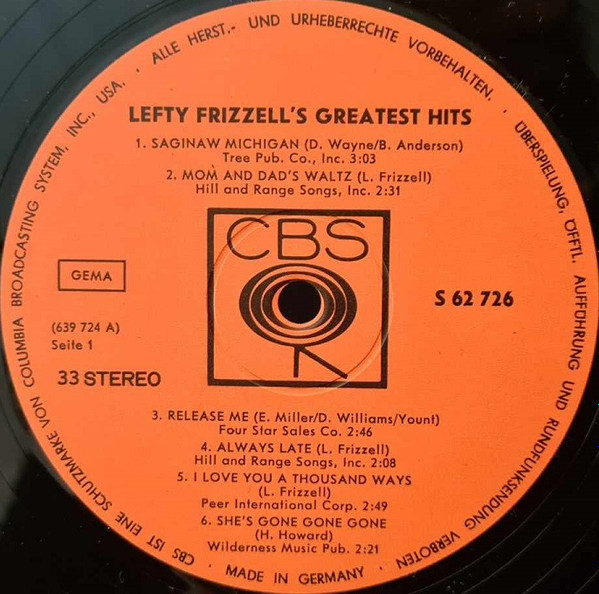 LEFTY FRIZZELL'S GREATEST HITS
1. SAGINAW MICHIGAN (D. Wayne/B. Anderson)
Tree Pub. Co., Inc. 3:03
2. MOM AND DAD'S WALTZ (L. Frizzell)
Hill and Range Songs, Inc. 2:31
CBS
GEMA
S 62 726
(639 724 A)
Seite 1
33 STEREO
3. RELEASE ME (E. Miller/D. Williams/Yount)
Four Star Sales Co. 2:46
4. ALWAYS LATE (L. Frizzell)
Hill and Range Songs, Inc. 2:08
5. I LOVE YOU A THOUSAND WAYS
(L. Frizzell)
Peer International Corp. 2:49
6. SHE'S GONE GONE GONE
(H. Howard)
Wilderness Music Pub. 2:21
CBS IST EINE SCHUTZMARKE VON COLUMBIA BROADCASTING SYSTEM, INC., USA. · ALLE HERST.- UND URHEBERRECHTE VORBEHALTEN. · ÜBERSPIELUNG, ÖFFTL. AUFFÜHRUNG UND RUNDFUNKSENDUNG VERBOTEN · MADE IN GERMANY ·